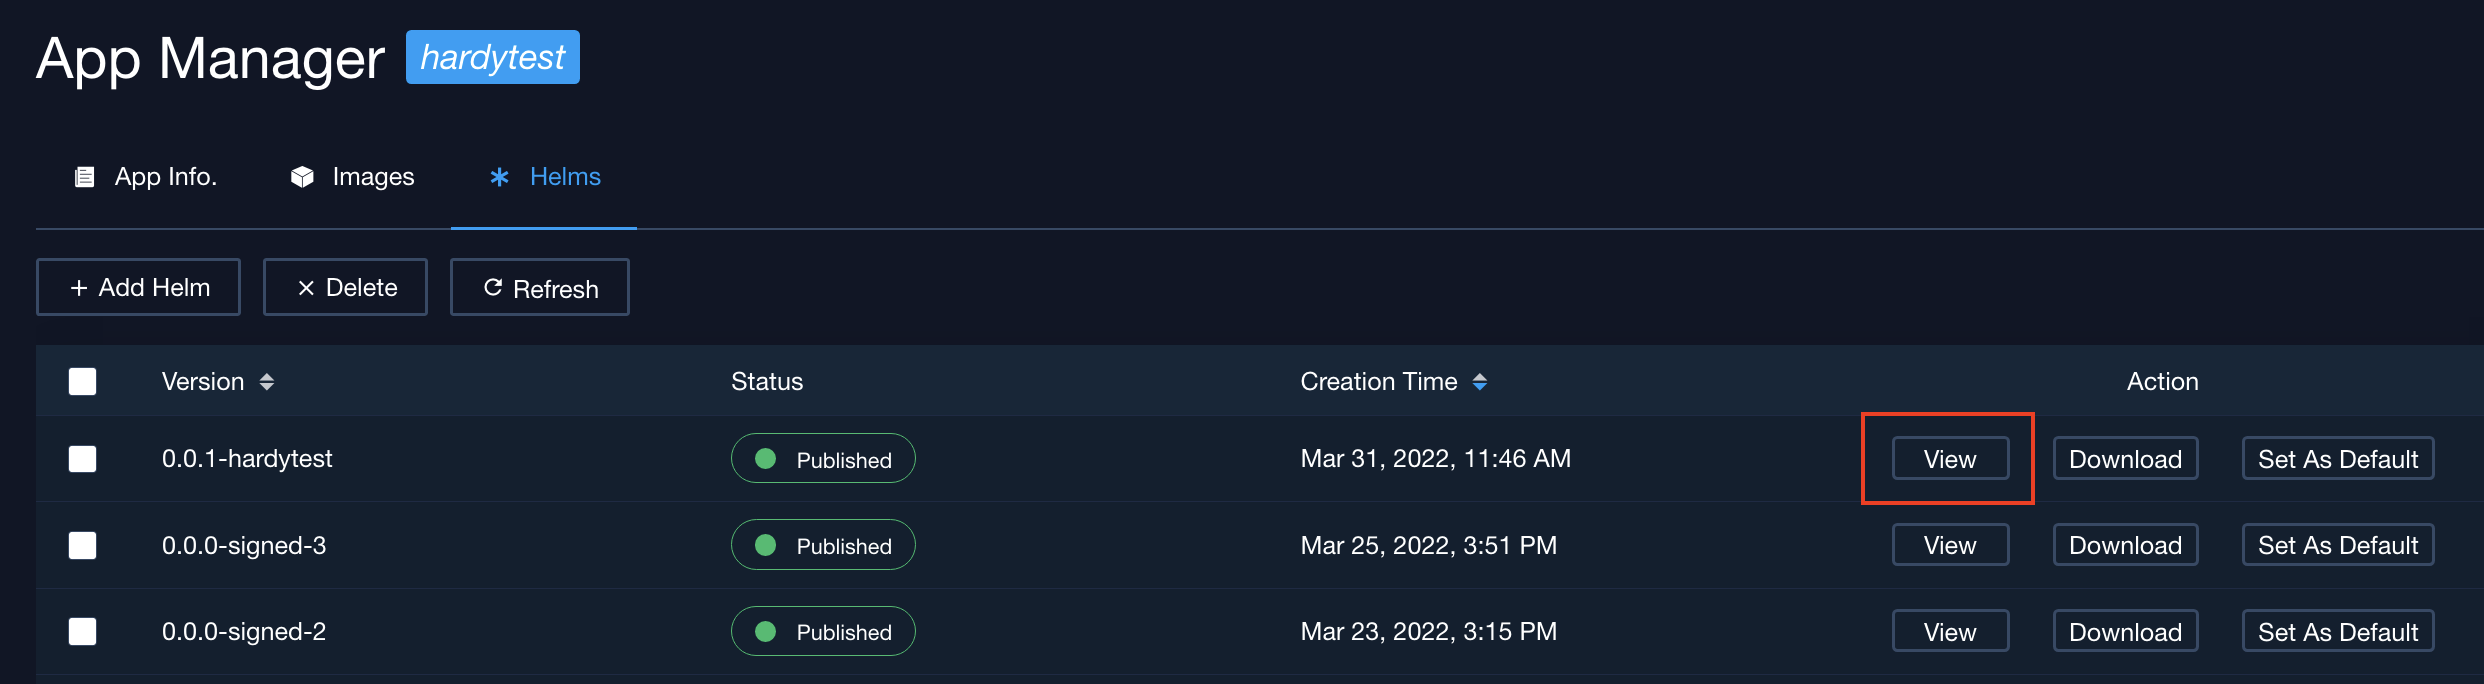 App Manager hardytest
App Info. Images Helms
+ Add Helm × Delete Refresh
Version Status Creation Time Action
0.0.1-hardytest Published Mar 31, 2022, 11:46 AM View Download Set As Default
0.0.0-signed-3 Published Mar 25, 2022, 3:51 PM View Download Set As Default
0.0.0-signed-2 Published Mar 23, 2022, 3:15 PM View Download Set As Default